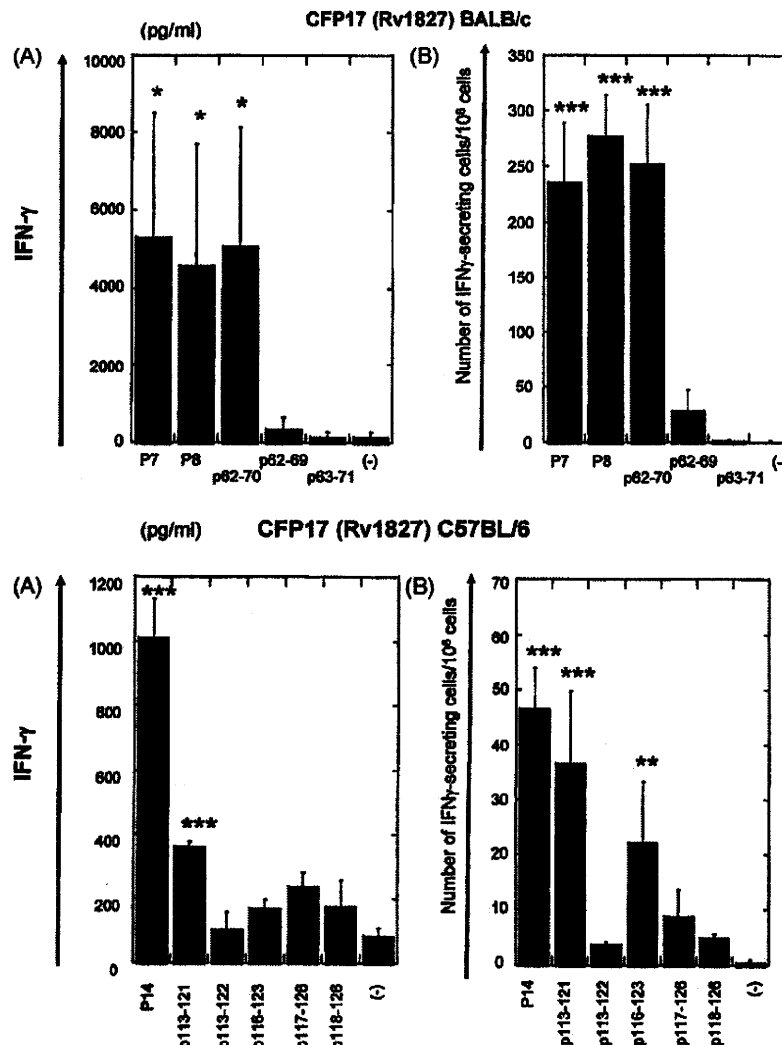 CFP17 (Rv1827) BALB/c
(A)
(pg/ml)
IFN-γ
10000
8000
6000
4000
2000
0
*
*
*
P7
P8
p62-70
p62-69
p63-71
(-)
(B)
Number of IFNγ-secreting cells/10⁶ cells
350
300
250
200
150
100
50
0
***
***
***
P7
P8
p62-70
p62-69
p63-71
(-)
CFP17 (Rv1827) C57BL/6
(A)
(pg/ml)
IFN-γ
1200
1000
800
600
400
200
0
***
***
P14
p113-121
p113-122
p116-123
p117-126
p118-126
(-)
(B)
Number of IFNγ-secreting cells/10⁶ cells
70
60
50
40
30
20
10
0
***
***
**
P14
p113-121
p113-122
p116-123
p117-126
p118-126
(-)